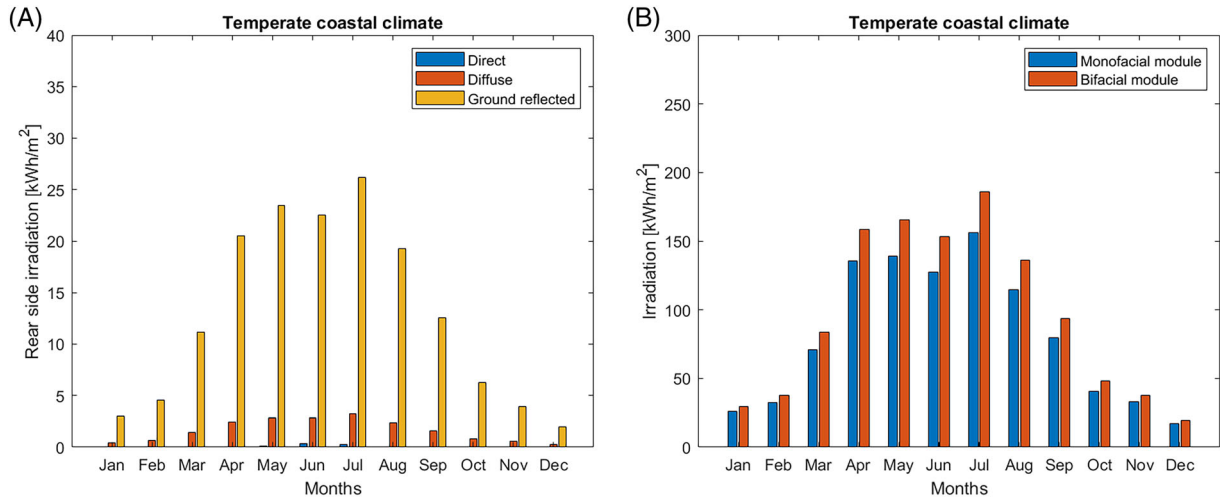 (A)
Temperate coastal climate
Rear side irradiation [kWh/m²]
40
35
30
25
20
15
10
5
0
Direct
Diffuse
Ground reflected
Jan Feb Mar Apr May Jun Jul Aug Sep Oct Nov Dec
Months
(B)
Temperate coastal climate
Irradiation [kWh/m²]
300
250
200
150
100
50
0
Monofacial module
Bifacial module
Jan Feb Mar Apr May Jun Jul Aug Sep Oct Nov Dec
Months